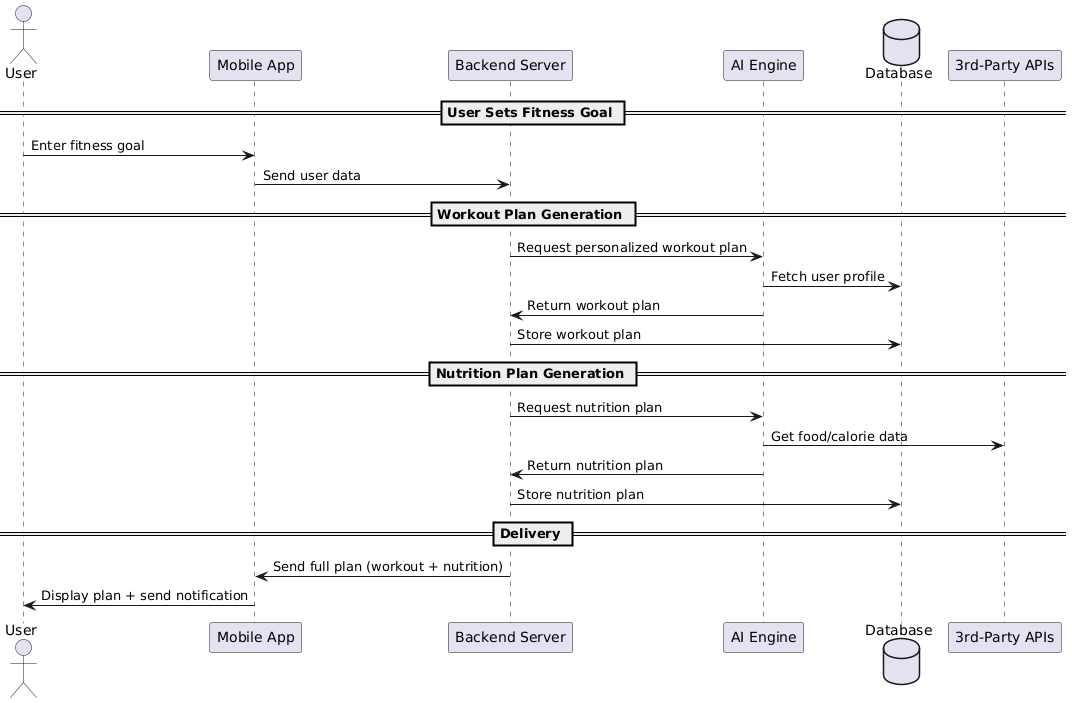 User
Mobile App
Backend Server
AI Engine
Database
3rd-Party APIs
User Sets Fitness Goal
Enter fitness goal
Send user data
Workout Plan Generation
Request personalized workout plan
Fetch user profile
Return workout plan
Store workout plan
Nutrition Plan Generation
Request nutrition plan
Get food/calorie data
Return nutrition plan
Store nutrition plan
Delivery
Send full plan (workout + nutrition)
Display plan + send notification
User
Mobile App
Backend Server
AI Engine
Database
3rd-Party APIs